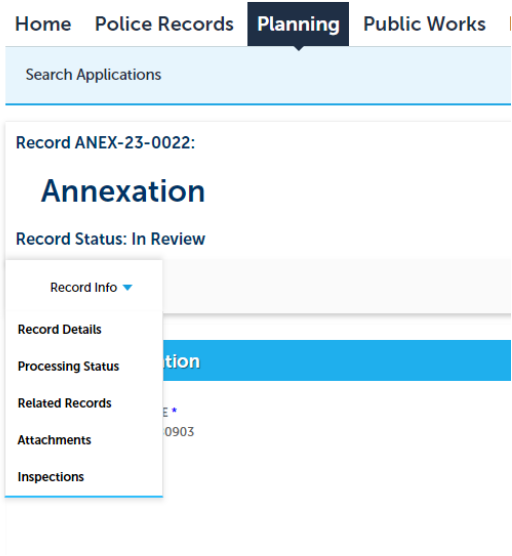 Home Police Records Planning Public Works
Search Applications
Record ANEX-23-0022:
Annexation
Record Status: In Review
Record Info
Record Details
Processing Status
Related Records
Attachments
Inspections
tion
E *
0903